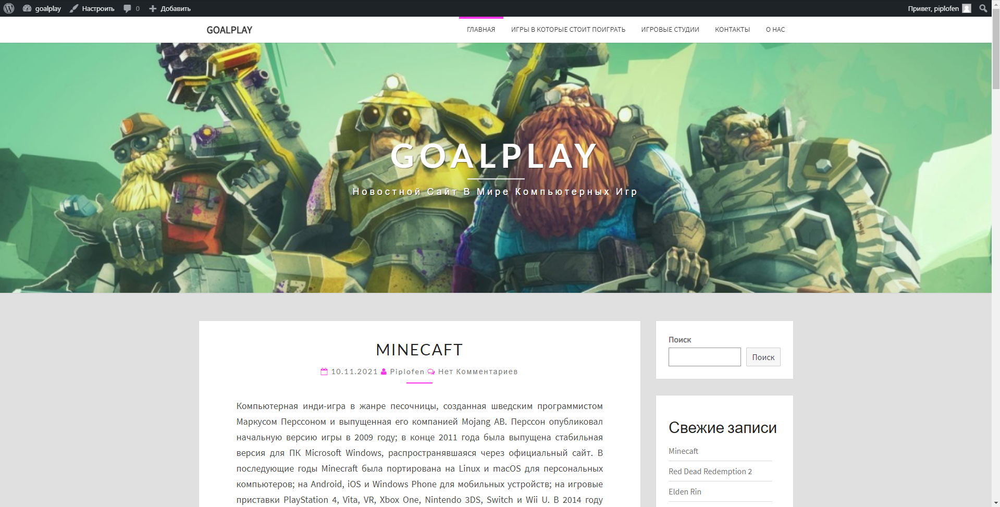 goalplay Настроить 0 Добавить Привет, piplofen
GOALPLAY ГЛАВНАЯ ИГРЫ В КОТОРЫЕ СТОИТ ПОИГРАТЬ ИГРОВЫЕ СТУДИИ КОНТАКТЫ О НАС
GOALPLAY
Новостной Сайт В Мире Компьютерных Игр
MINECAFT
10.11.2021 Piplofen Нет Комментариев
Компьютерная инди-игра в жанре песочницы, созданная шведским программистом
Маркусом Перссоном и выпущенная его компанией Mojang AB. Перссон опубликовал
начальную версию игры в 2009 году; в конце 2011 года была выпущена стабильная
версия для ПК Microsoft Windows, распространявшаяся через официальный сайт. В
последующие годы Minecraft была портирована на Linux и macOS для персональных
компьютеров; на Android, iOS и Windows Phone для мобильных устройств; на игровые
приставки PlayStation 4, Vita, VR, Xbox One, Nintendo 3DS, Switch и Wii U. В 2014 году
Поиск
Поиск
Свежие записи
Minecaft
Red Dead Redemption 2
Elden Rin